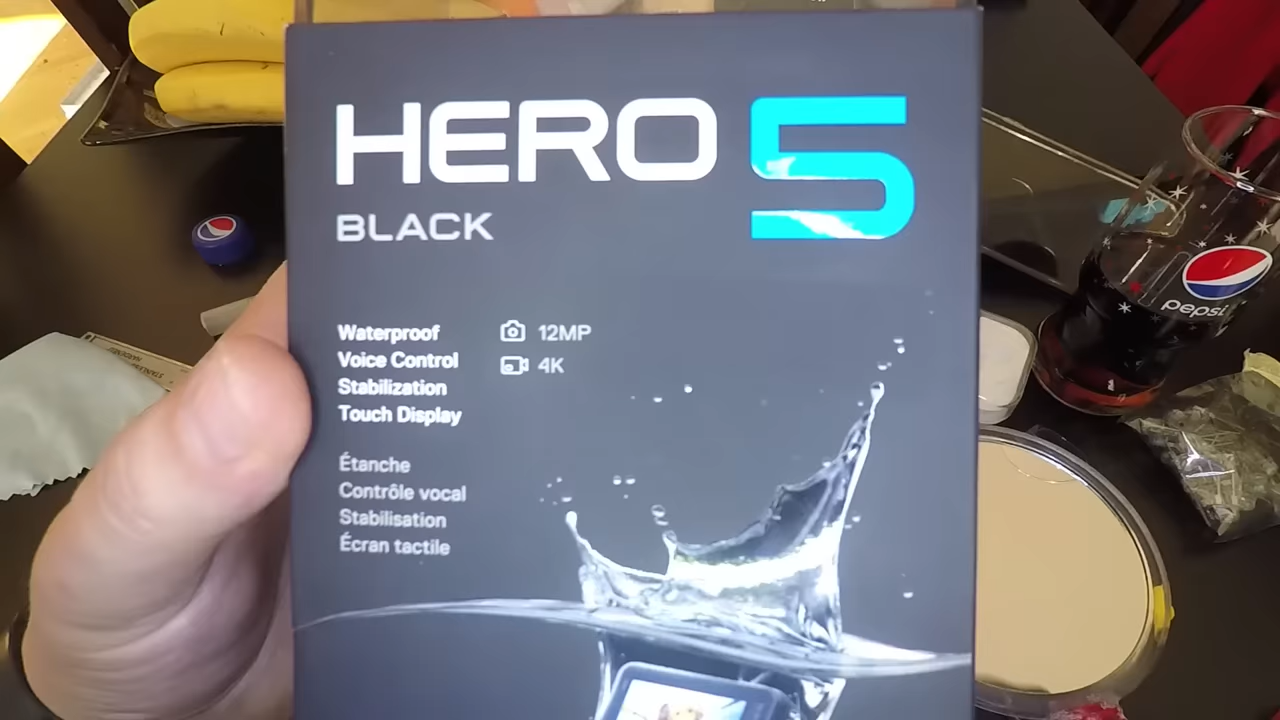 HERO 5
BLACK
Waterproof
Voice Control
Stabilization
Touch Display
12MP
4K
Étanche
Contrôle vocal
Stabilisation
Écran tactile
pepsi